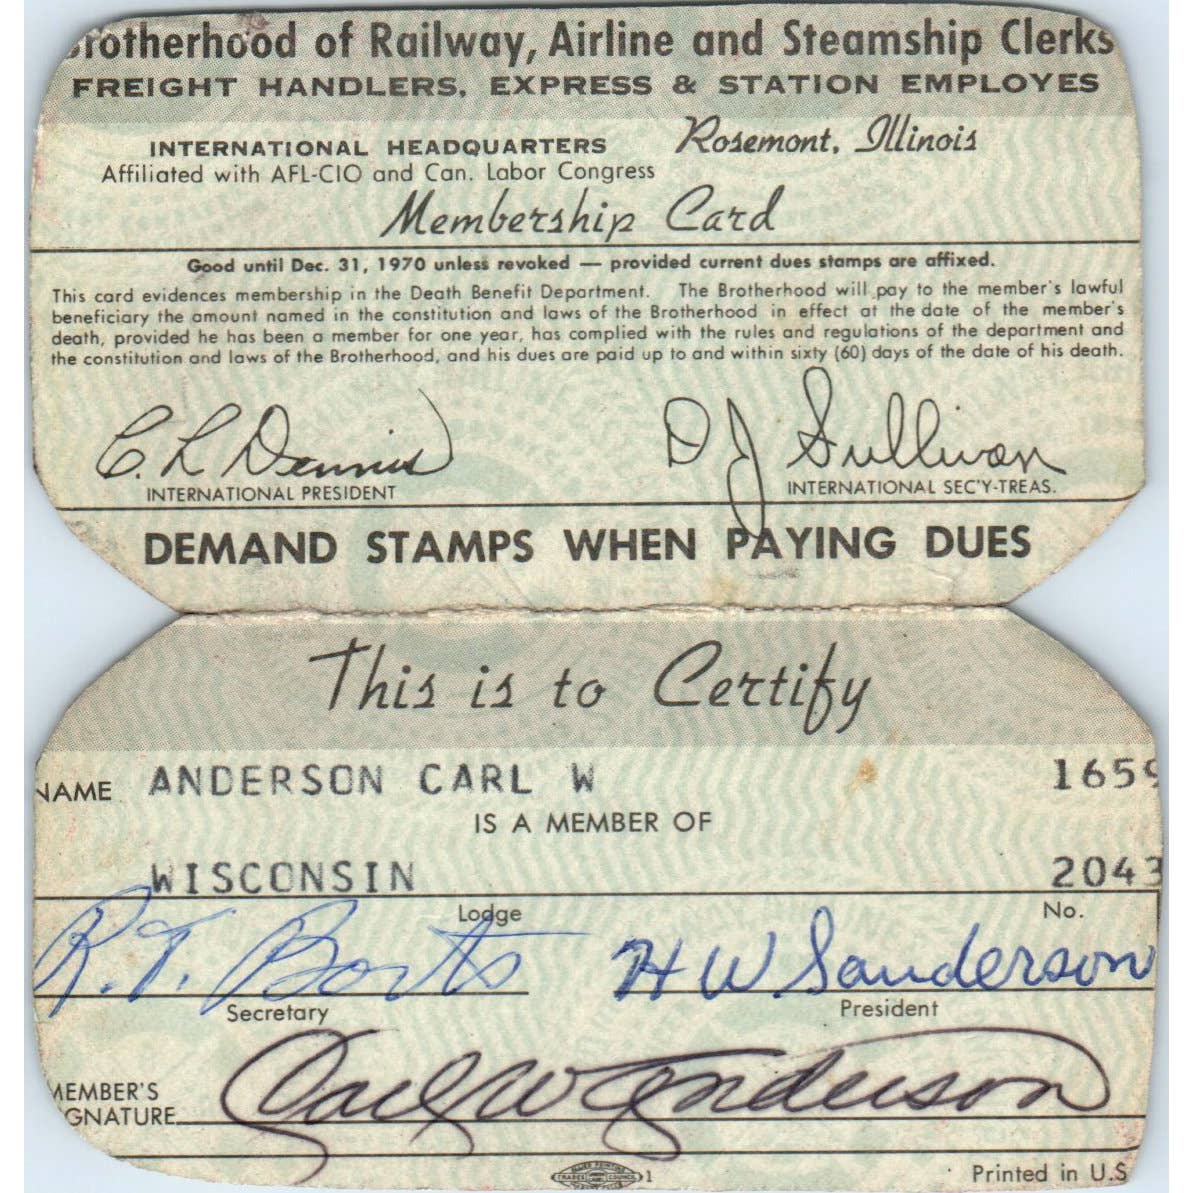 Brotherhood of Railway, Airline and Steamship Clerks
FREIGHT HANDLERS, EXPRESS & STATION EMPLOYES
INTERNATIONAL HEADQUARTERS Rosemont, Illinois
Affiliated with AFL-CIO and Can. Labor Congress
Membership Card
Good until Dec. 31, 1970 unless revoked — provided current dues stamps are affixed.
This card evidences membership in the Death Benefit Department. The Brotherhood will pay to the member's lawful
beneficiary the amount named in the constitution and laws of the Brotherhood in effect at the date of the member's
death, provided he has been a member for one year, has complied with the rules and regulations of the department and
the constitution and laws of the Brotherhood, and his dues are paid up to and within sixty (60) days of the date of his death.
C. L Dennis D J Sullivan
INTERNATIONAL PRESIDENT INTERNATIONAL SEC'Y-TREAS.
DEMAND STAMPS WHEN PAYING DUES
This is to Certify
NAME ANDERSON CARL W 1659
IS A MEMBER OF
WISCONSIN 2043
Lodge No.
R. T. H W Sanderson
Secretary President
MEMBER'S
SIGNATURE Carl W Anderson
TRADES COUNCIL 1 Printed in U.S